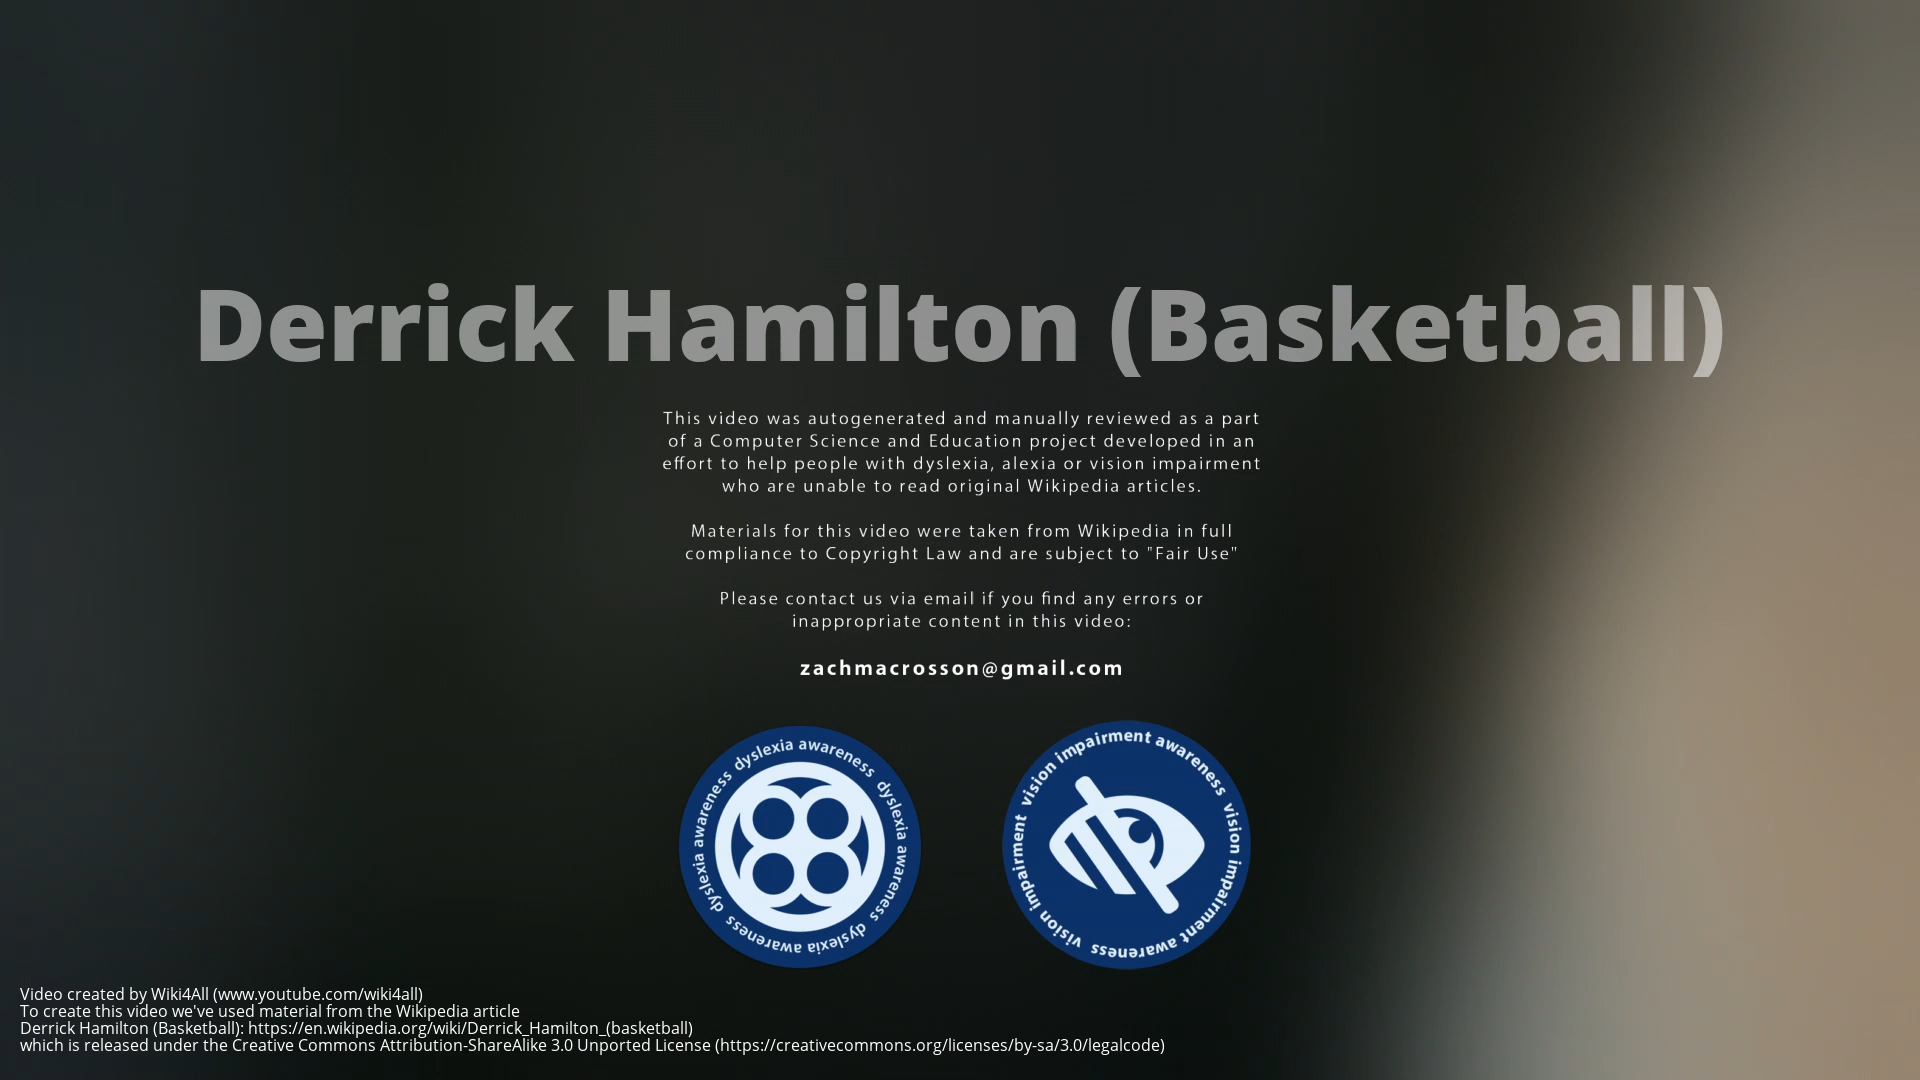 Derrick Hamilton (Basketball)
This video was autogenerated and manually reviewed as a part
of a Computer Science and Education project developed in an
effort to help people with dyslexia, alexia or vision impairment
who are unable to read original Wikipedia articles.
Materials for this video were taken from Wikipedia in full
compliance to Copyright Law and are subject to "Fair Use"
Please contact us via email if you find any errors or
inappropriate content in this video:
zachmacrosson@gmail.com
dyslexia awareness dyslexia awareness dyslexia awareness dyslexia awareness
vision impairment awareness vision impairment awareness vision impairment
Video created by Wiki4All (www.youtube.com/wiki4all)
To create this video we've used material from the Wikipedia article
Derrick Hamilton (Basketball): https://en.wikipedia.org/wiki/Derrick_Hamilton_(basketball)
which is released under the Creative Commons Attribution-ShareAlike 3.0 Unported License (https://creativecommons.org/licenses/by-sa/3.0/legalcode)